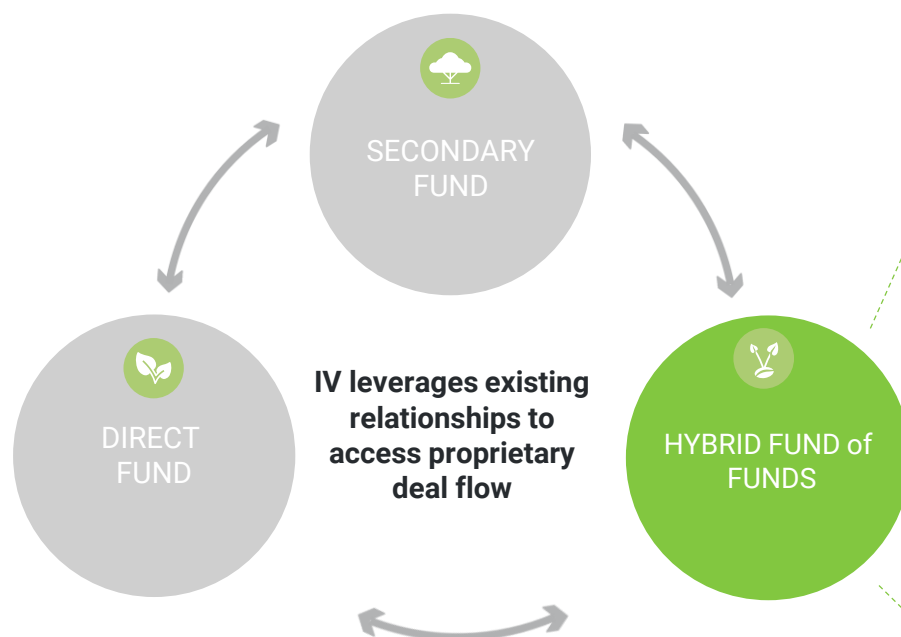 SECONDARY
FUND
IV leverages existing
relationships to
access proprietary
deal flow
DIRECT
FUND
HYBRID FUND of
FUNDS